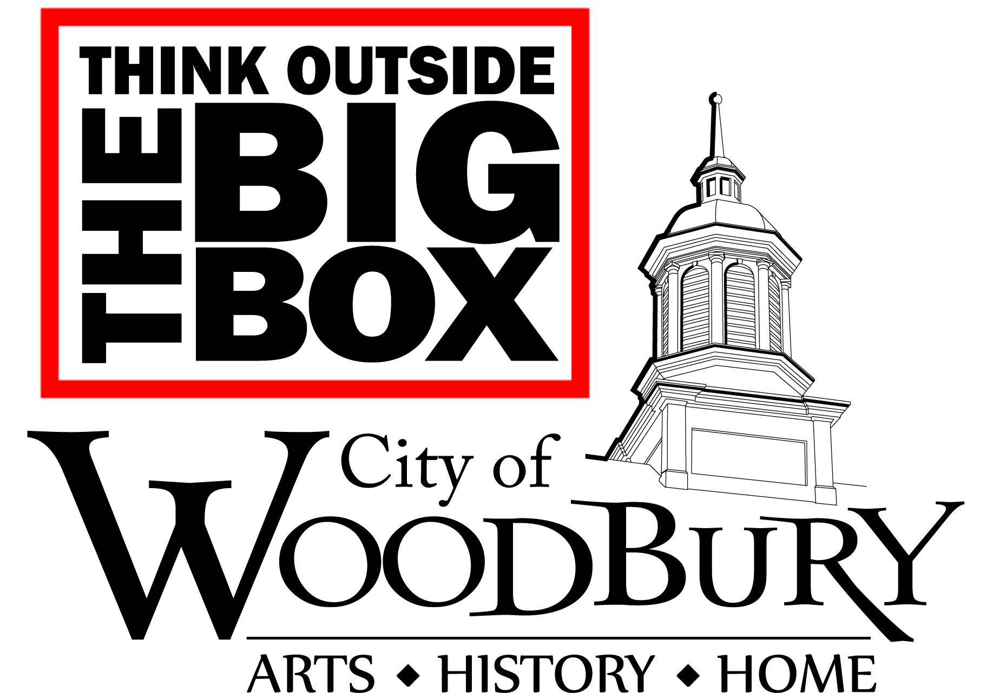 THINK OUTSIDE
THE
BIG
BOX
City of
WOODBURY
ARTS ◆ HISTORY ◆ HOME